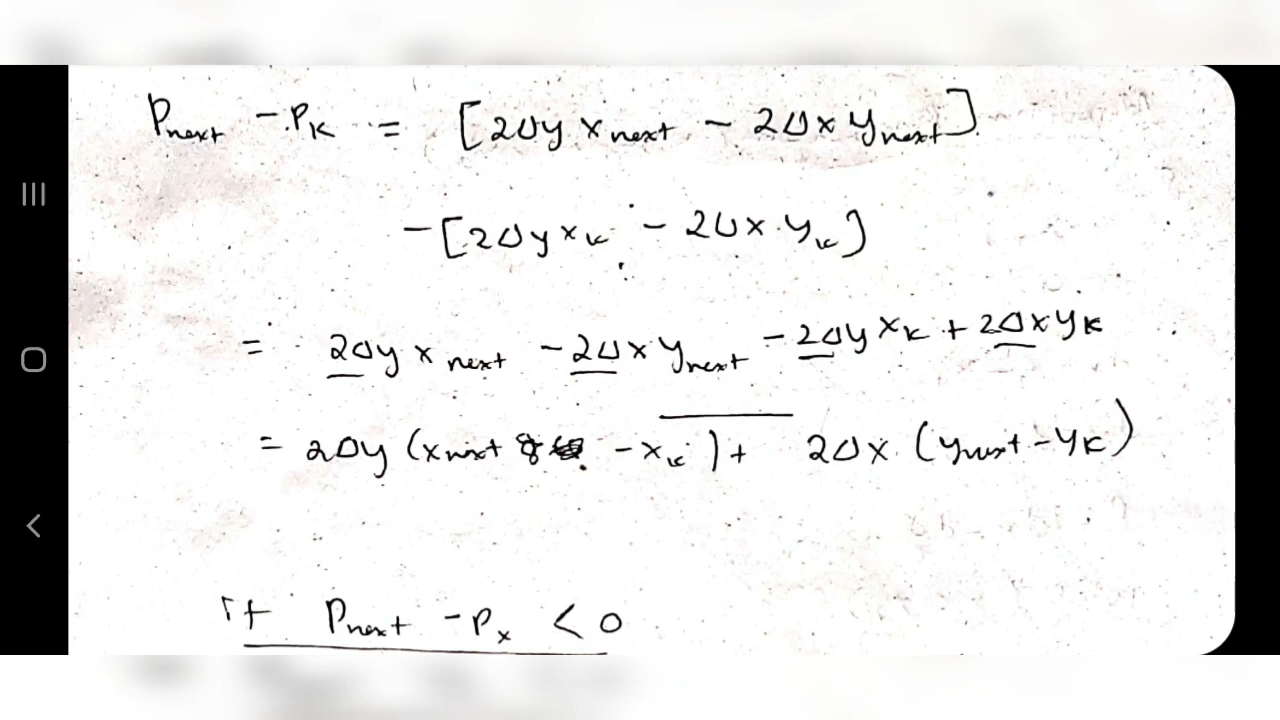 Pnext - Pk = [2Δy xnext - 2Δx ynext]
-[2Δy xk - 2Δx yk]
= 2Δy xnext - 2Δx ynext - 2Δy xk + 2Δx yk
= 2Δy (xnext - xk) + 2Δx (ynext - yk)
if Pnext - Px < 0